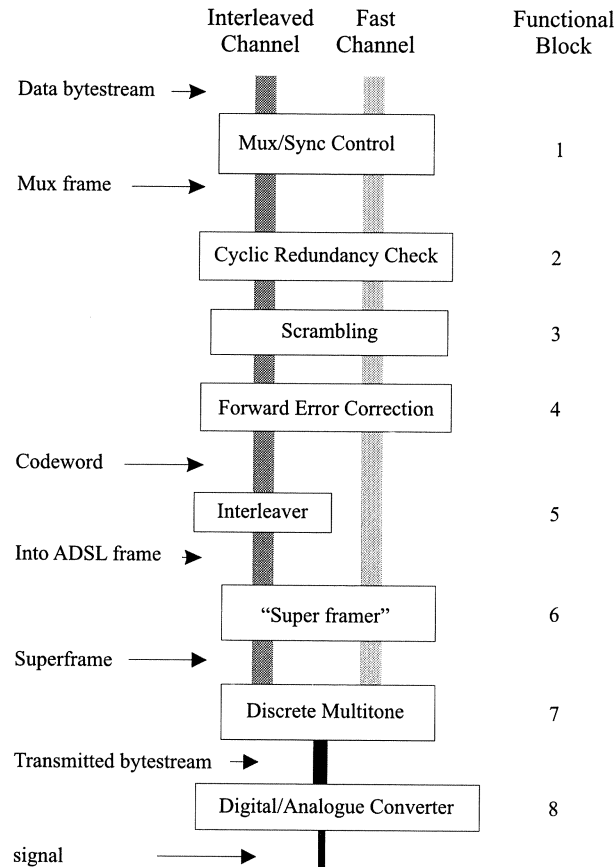 Interleaved Channel
Fast Channel
Functional Block
Data bytestream
Mux/Sync Control
1
Mux frame
Cyclic Redundancy Check
2
Scrambling
3
Forward Error Correction
4
Codeword
Interleaver
5
Into ADSL frame
“Super framer”
6
Superframe
Discrete Multitone
7
Transmitted bytestream
Digital/Analogue Converter
8
signal